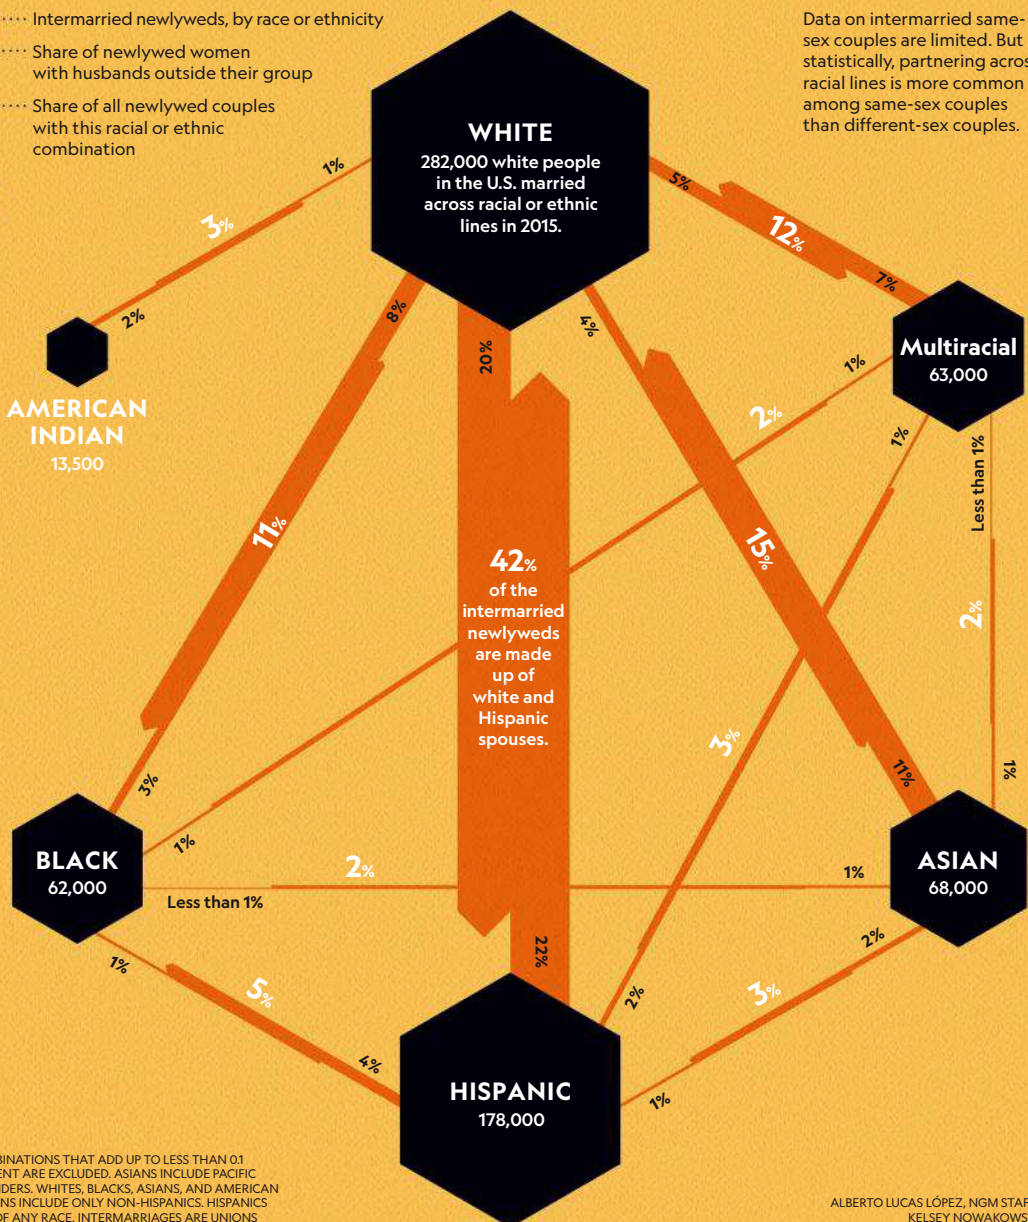 Intermarried newlyweds, by race or ethnicity
Share of newlywed women
with husbands outside their group
Share of all newlywed couples
with this racial or ethnic
combination
Data on intermarried same-
sex couples are limited. But
statistically, partnering
racial lines is more common
among same-sex couples
than different-sex couples.
WHITE
282,000 white people
in the U.S. married
across racial or ethnic
lines in 2015.
1%
3%
2%
5%
12%
7%
8%
20%
4%
AMERICAN
INDIAN
13,500
Multiracial
63,000
1%
2%
1%
Less than 1%
11%
15%
42%
of the
intermarried
newlyweds
are made
up of
white and
Hispanic
spouses.
2%
3%
3%
11%
1%
1%
BLACK
62,000
ASIAN
68,000
2%
1%
Less than 1%
1%
5%
4%
22%
2%
2%
3%
1%
HISPANIC
178,000
THAT ADD UP TO LESS THAN 0.1
ARE EXCLUDED. ASIANS INCLUDE PACIFIC
WHITES, BLACKS, ASIANS, AND AMERICAN
INCLUDE ONLY NON-HISPANICS. HISPANICS
OF ANY RACE. INTERMARRIAGES ARE UNIONS
ALBERTO LUCAS LÓPEZ, NGM
KELSEY